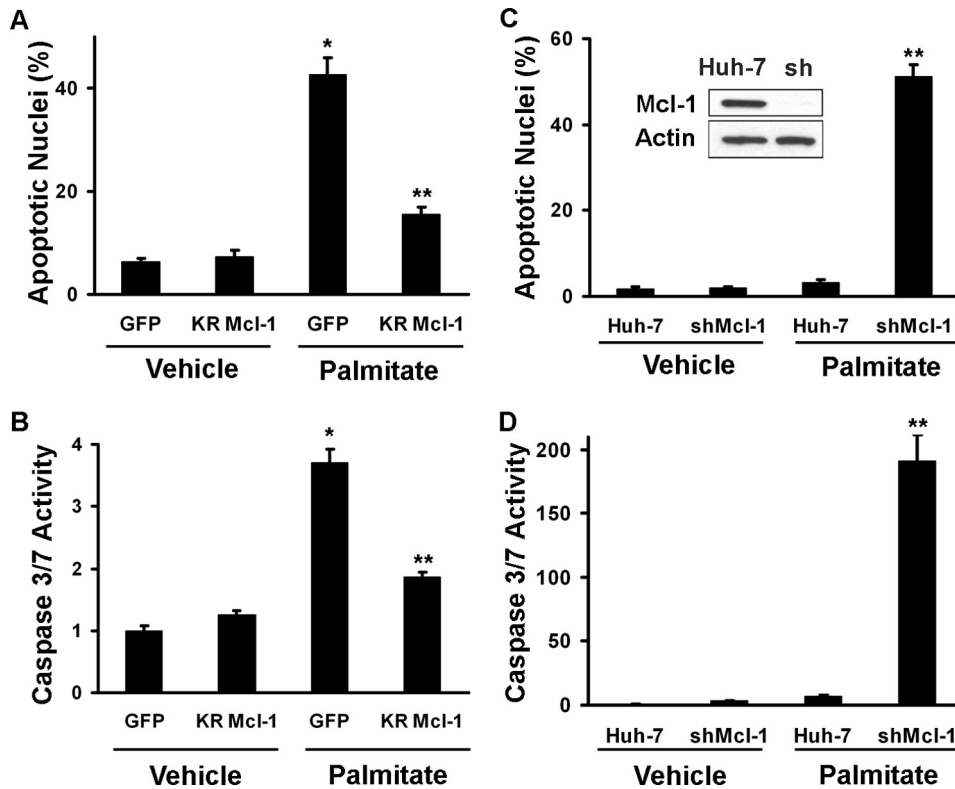 A
Apoptotic Nuclei (%)
40
20
0
*
**
GFP KR Mcl-1 GFP KR Mcl-1
Vehicle Palmitate
C
Apoptotic Nuclei (%)
60
40
20
0
Huh-7 sh
Mcl-1
Actin
**
Huh-7 shMcl-1 Huh-7 shMcl-1
Vehicle Palmitate
B
Caspase 3/7 Activity
4
3
2
1
0
*
**
GFP KR Mcl-1 GFP KR Mcl-1
Vehicle Palmitate
D
Caspase 3/7 Activity
200
150
100
50
0
**
Huh-7 shMcl-1 Huh-7 shMcl-1
Vehicle Palmitate